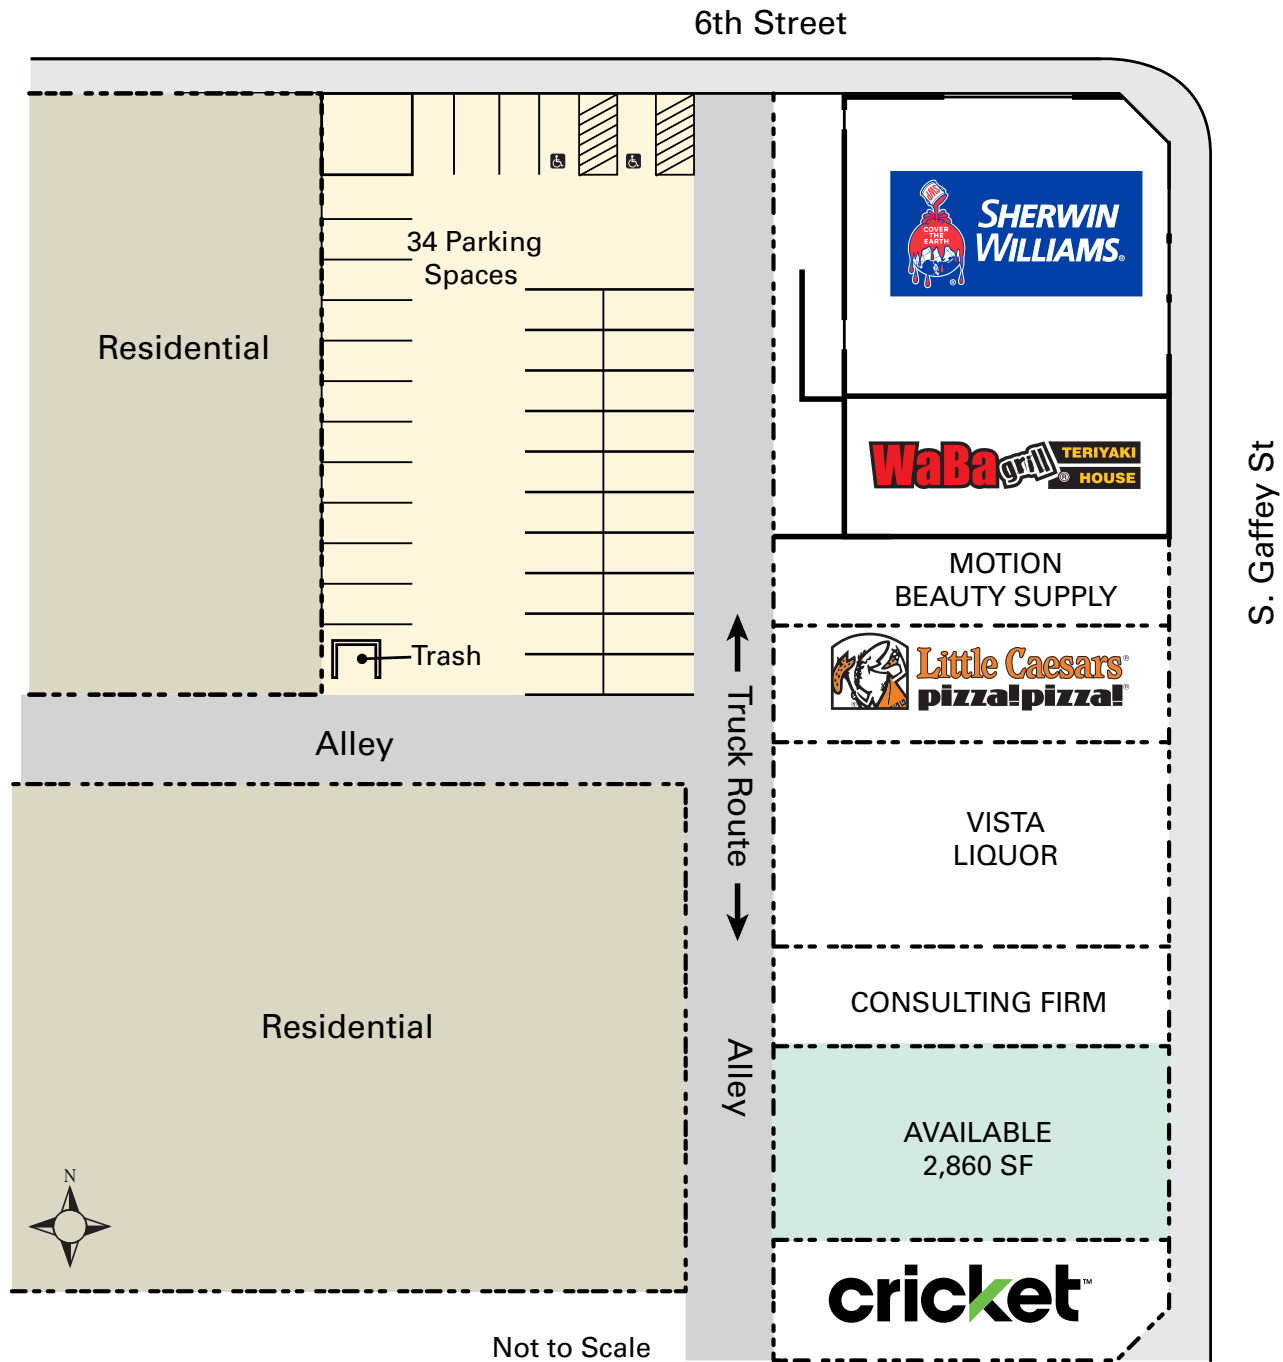 6th Street
34 Parking
Spaces
Residential
SHERWIN
WILLIAMS®
SWP
COVER
THE
EARTH
®
WaBa grill® TERIYAKI
HOUSE
S. Gaffey St
MOTION
BEAUTY SUPPLY
Little Caesars®
pizza!pizza!®
Trash
Alley
Truck Route
VISTA
LIQUOR
CONSULTING FIRM
Residential
Alley
AVAILABLE
2,860 SF
N
cricket™
Not to Scale